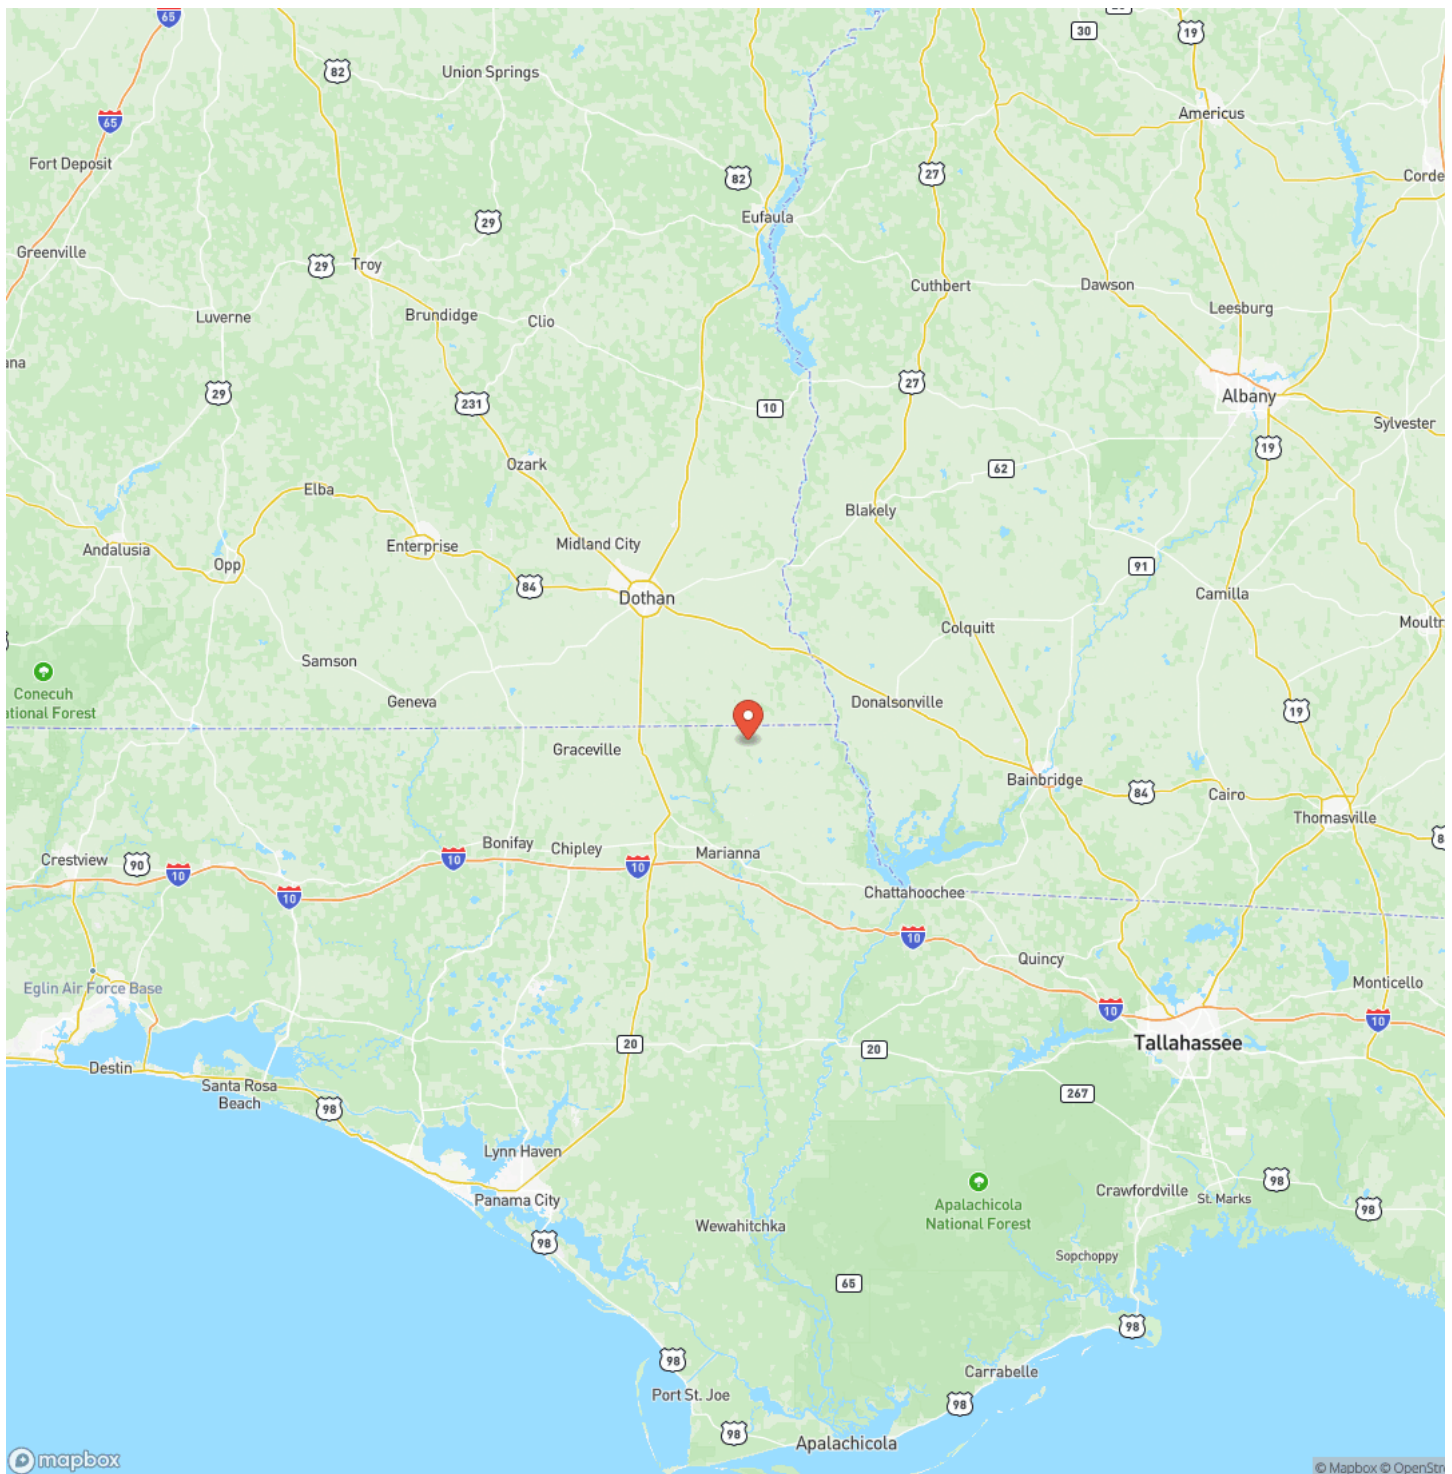 65
30
19
82
Union Springs
Americus
65
Fort Deposit
82
27
Corde
Eufaula
29
Greenville
29
Troy
Cuthbert
Dawson
Luverne
Brundidge
Clio
Leesburg
ana
29
231
27
10
Albany
Sylvester
Ozark
62
19
Elba
Blakely
Andalusia
Enterprise
Midland City
Opp
84
91
Dothan
Camilla
Colquitt
Moultr
Samson
Conecuh
ational Forest
Geneva
Donalsonville
19
Graceville
Bainbridge
84
Cairo
Thomasville
Crestview
90
10
10
10
Bonifay
Chipley
10
Marianna
Chattahoochee
10
Quincy
Eglin Air Force Base
Monticello
10
10
20
20
Tallahassee
Destin
Santa Rosa
Beach
98
267
Lynn Haven
Panama City
98
Apalachicola
National Forest
Crawfordville
St. Marks
98
98
Wewahitchka
Sopchoppy
65
98
98
Carrabelle
Port St. Joe
98
98
Apalachicola
mapbox
© Mapbox © OpenStre